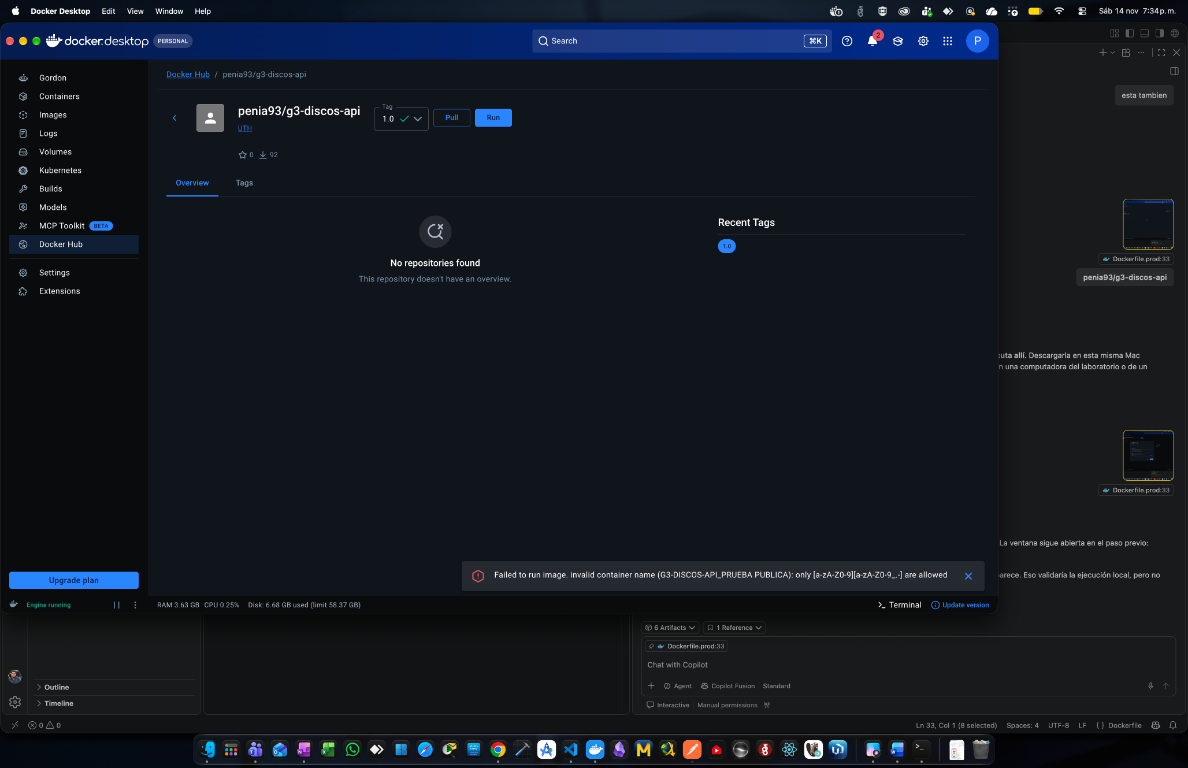 Docker Desktop Edit View Window Help
Sáb 14 nov 7:34 p.m.
docker.desktop PERSONAL
Search ⌘K
2
P
Gordon
Containers
Images
Logs
Volumes
Kubernetes
Builds
Models
MCP Toolkit BETA
Docker Hub
Settings
Extensions
Upgrade plan
Engine running
Docker Hub / penia93/g3-discos-api
penia93/g3-discos-api
UTH
Tag
1.0
Pull
Run
0 92
Overview Tags
No repositories found
This repository doesn't have an overview.
Recent Tags
1.0
Failed to run image. invalid container name (G3-DISCOS-API_PRUEBA PUBLICA): only [a-zA-Z0-9][a-zA-Z0-9_.-] are allowed
RAM 3.63 GB CPU 0.25% Disk: 6.68 GB used (limit 58.37 GB)
Terminal
Update version
esta tambien
Dockerfile.prod:33
penia93/g3-discos-api
uta allí. Descargarla en esta misma Mac
n una computadora del laboratorio o de un
Dockerfile.prod:33
La ventana sigue abierta en el paso previo:
arece. Eso validaría la ejecución local, pero no
6 Artifacts
1 Reference
Dockerfile.prod:33
Chat with Copilot
Agent
Copilot Fusion
Standard
Interactive
Manual permissions
Outline
Timeline
0 0
Ln 33, Col 1 (8 selected) Spaces: 4 UTF-8 LF { } Dockerfile